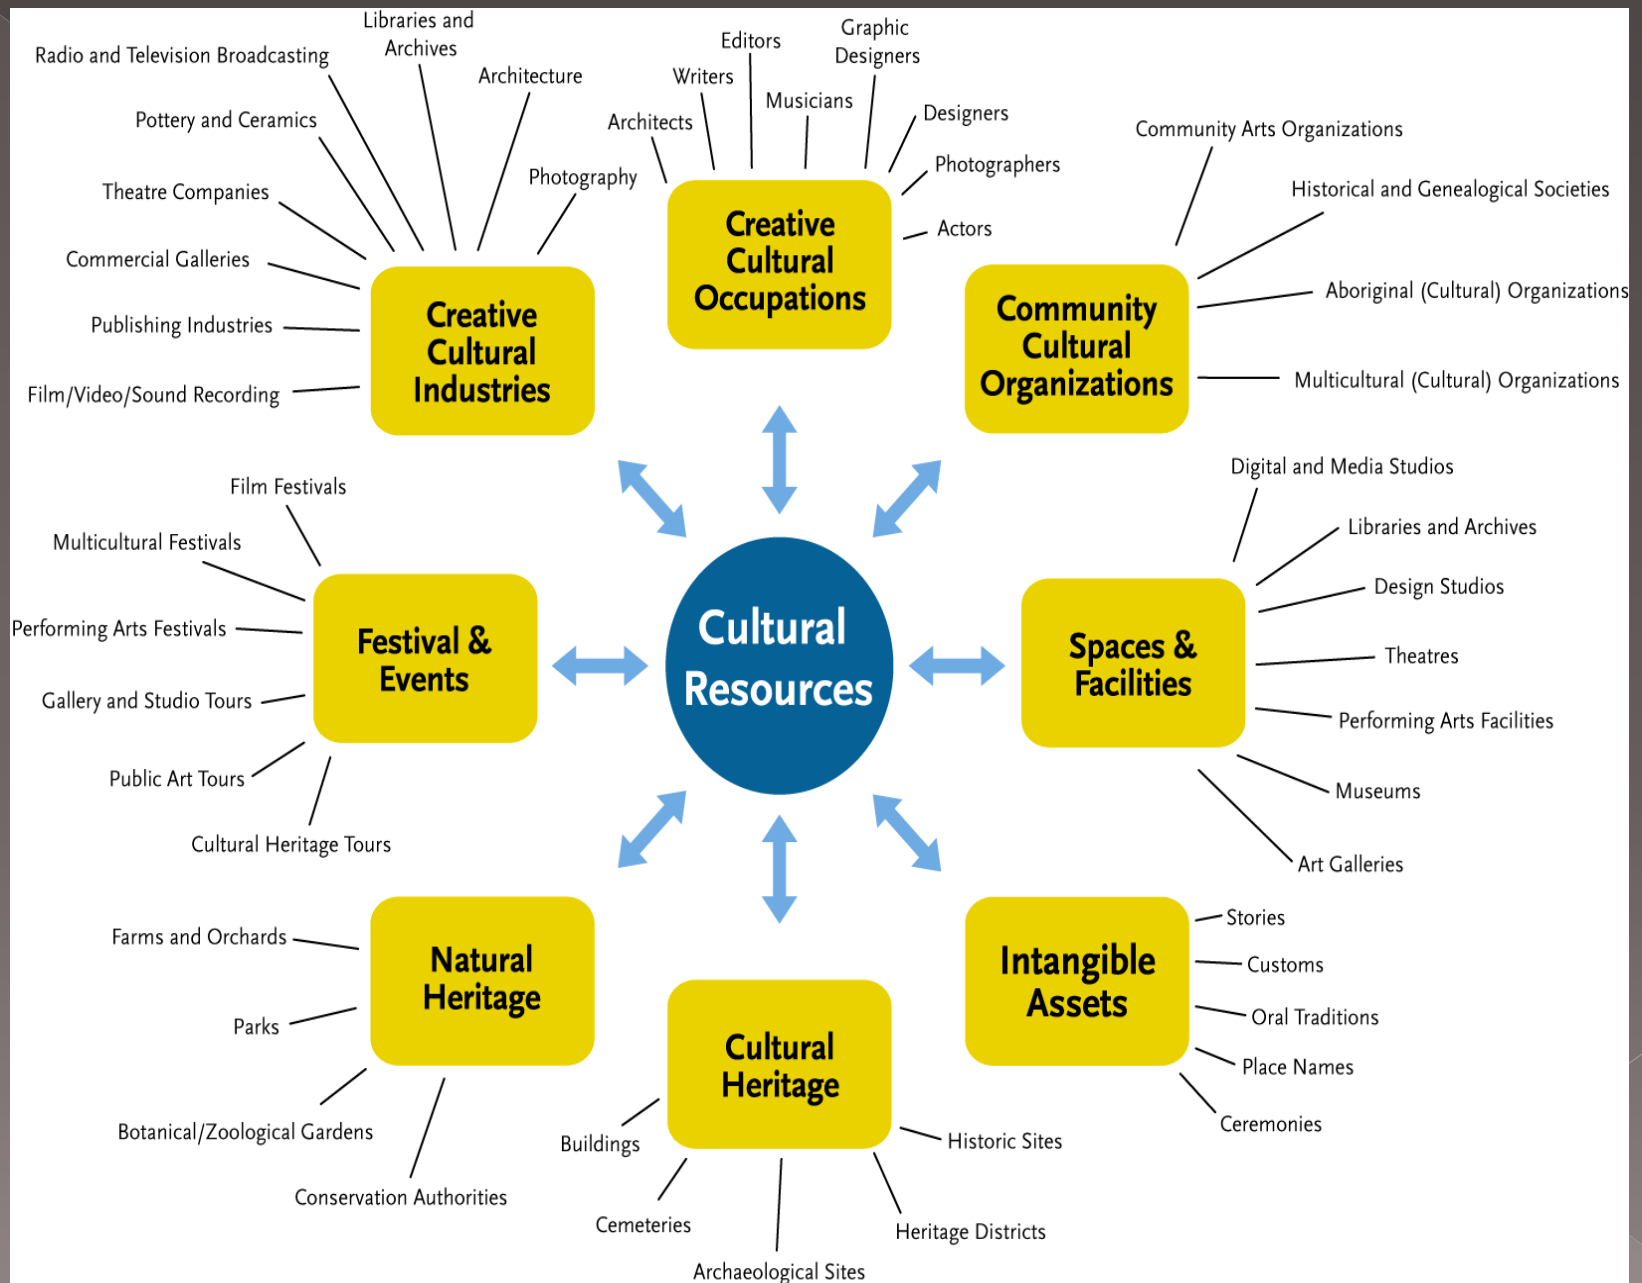 Libraries and
Archives
Radio and Television Broadcasting
Architecture
Pottery and Ceramics
Photography
Theatre Companies
Commercial Galleries
Publishing Industries
Film/Video/Sound Recording
Creative
Cultural
Industries
Editors
Graphic
Designers
Writers
Musicians
Architects
Designers
Photographers
Actors
Creative
Cultural
Occupations
Community Arts Organizations
Historical and Genealogical Societies
Aboriginal (Cultural) Organizations
Multicultural (Cultural) Organizations
Community
Cultural
Organizations
Film Festivals
Multicultural Festivals
Performing Arts Festivals
Gallery and Studio Tours
Public Art Tours
Cultural Heritage Tours
Festival &
Events
Cultural
Resources
Digital and Media Studios
Libraries and Archives
Design Studios
Theatres
Performing Arts Facilities
Museums
Art Galleries
Spaces &
Facilities
Farms and Orchards
Parks
Botanical/Zoological Gardens
Conservation Authorities
Natural
Heritage
Cultural
Heritage
Buildings
Cemeteries
Archaeological Sites
Heritage Districts
Historic Sites
Intangible
Assets
Stories
Customs
Oral Traditions
Place Names
Ceremonies